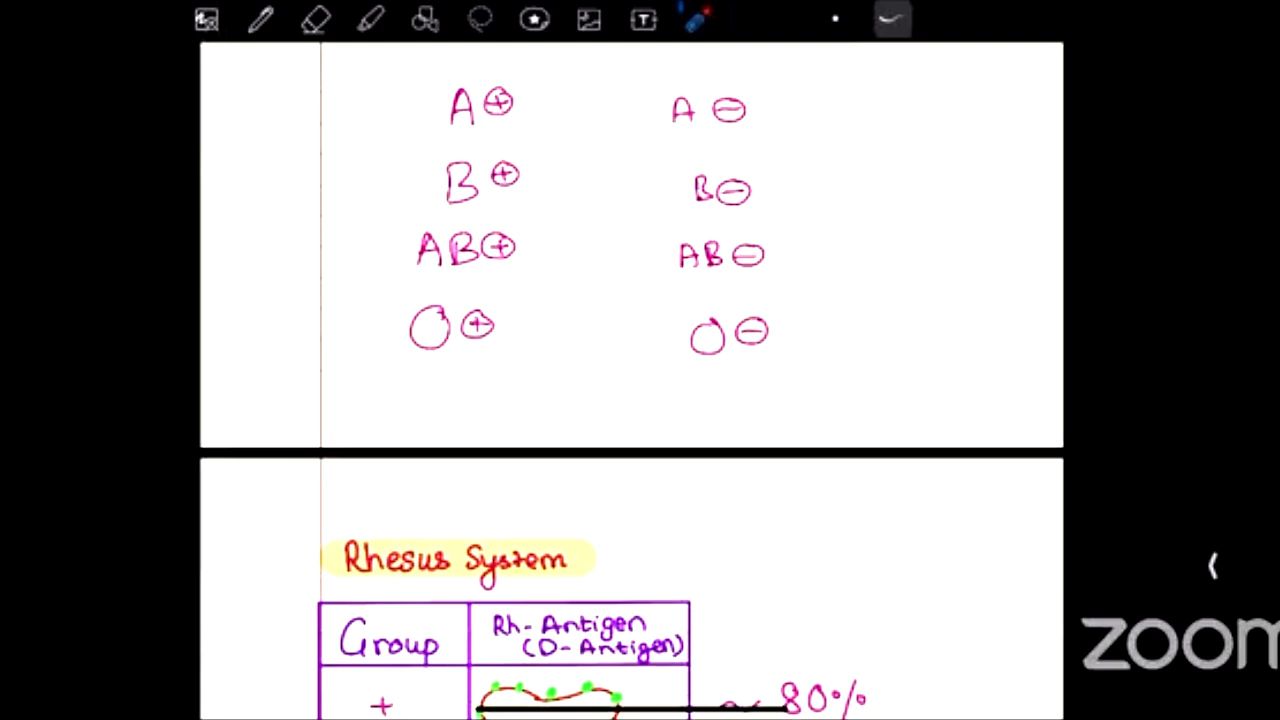 A⊕ A⊖
B⊕ B⊖
AB⊕ AB⊖
O⊕ O⊖
Rhesus System
Group Rh-Antigen
(D-Antigen)
+ ~ 80%
zoom